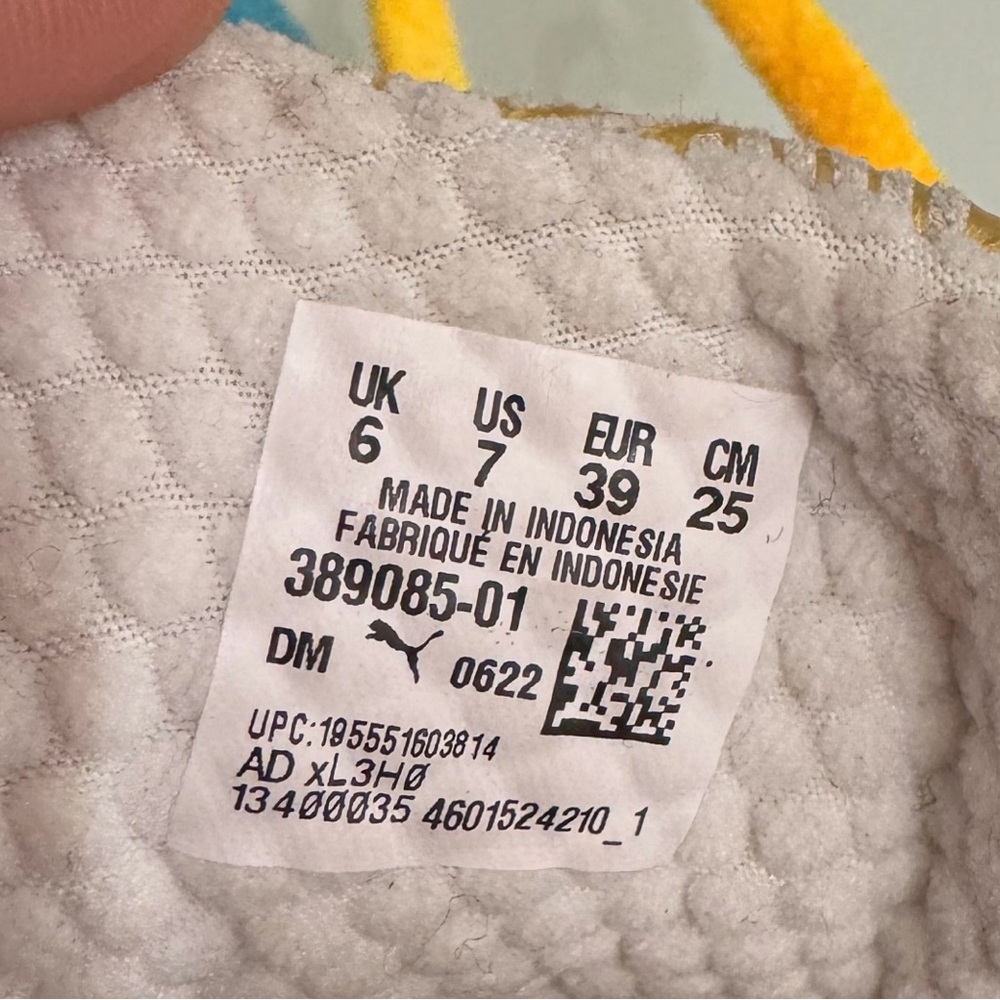 UK US EUR CM
6 7 39 25
MADE IN INDONESIA
FABRIQUÉ EN INDONESIE
389085-01
DM 0622
UPC:195551603814
AD xL3HØ
134ØØØ35 4601524210_1